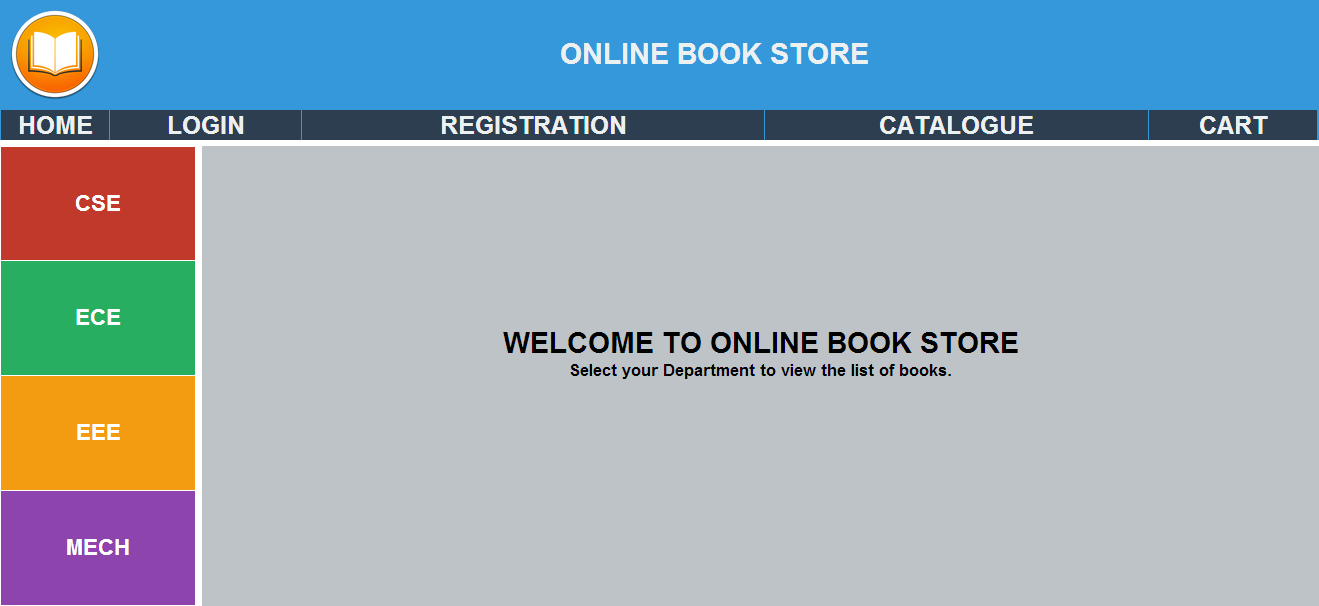 ONLINE BOOK STORE
HOME LOGIN REGISTRATION CATALOGUE CART
CSE
ECE
EEE
MECH
WELCOME TO ONLINE BOOK STORE
Select your Department to view the list of books.